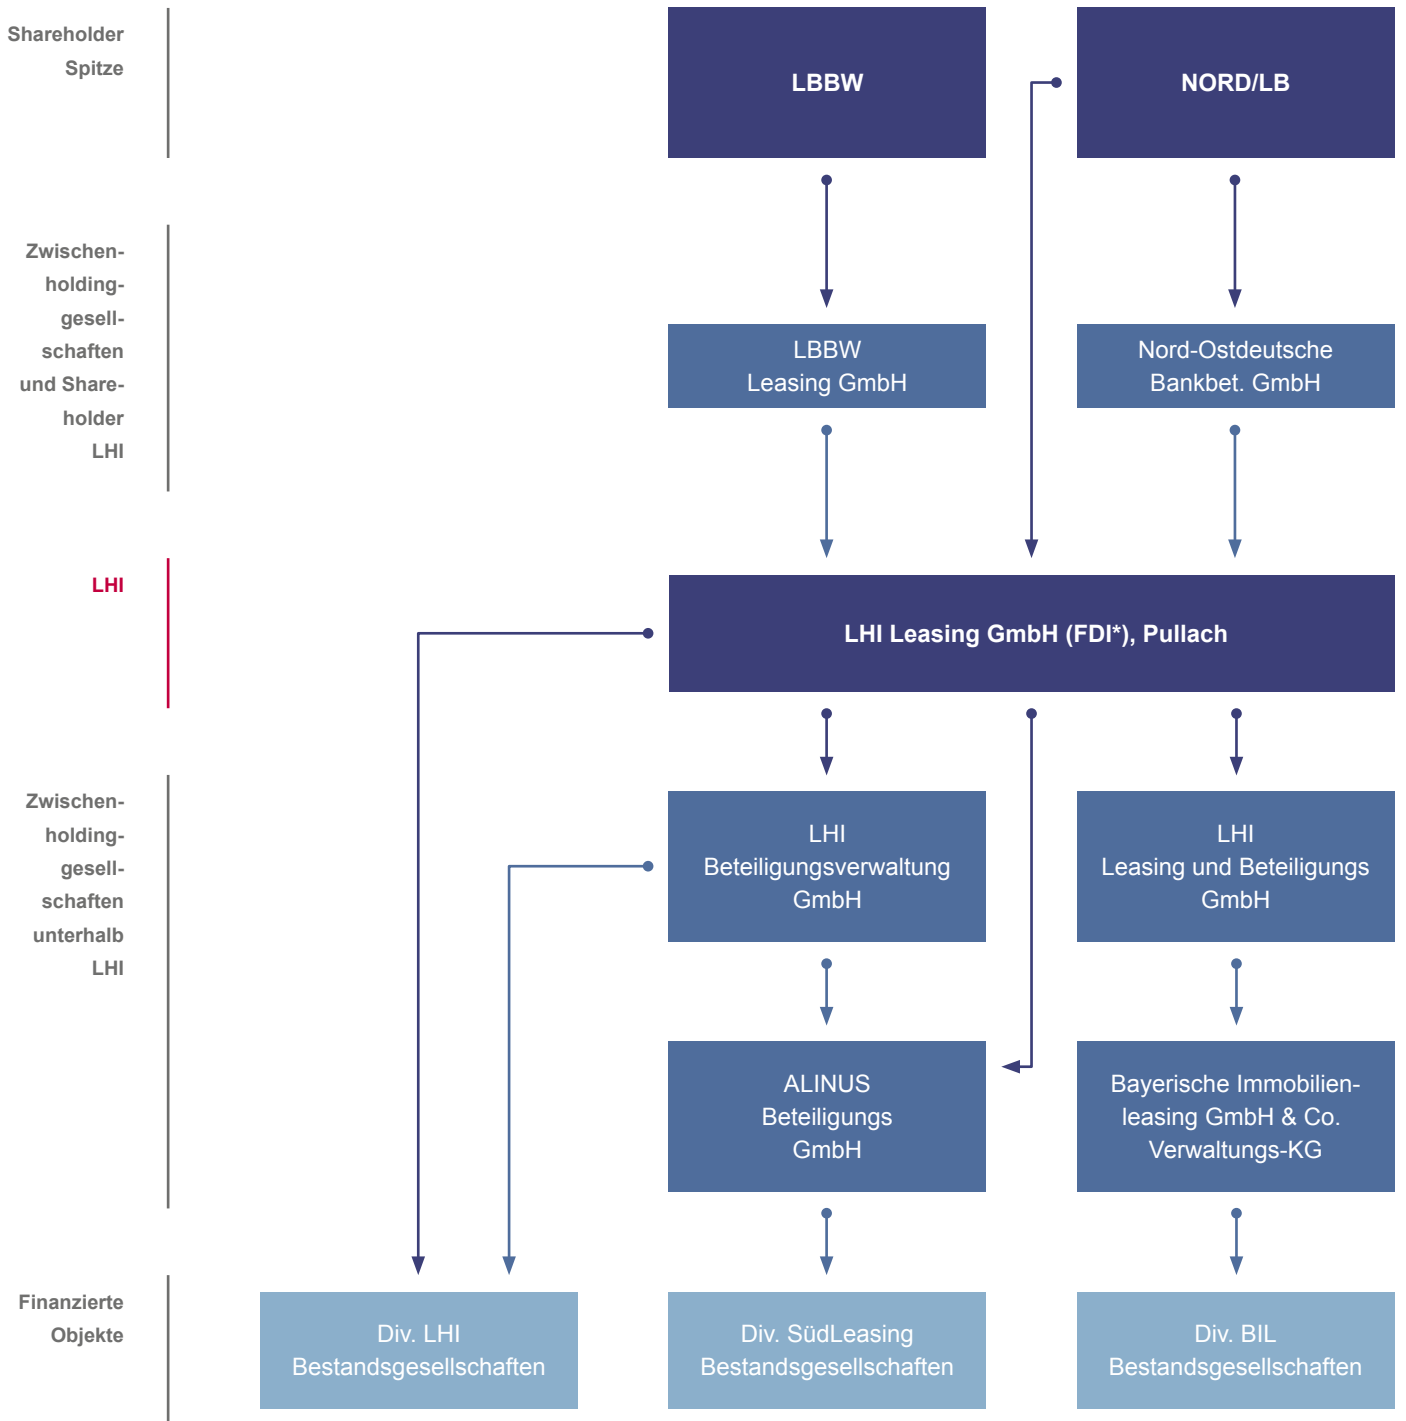 Shareholder
Spitze
LBBW
NORD/LB
Zwischen-
holding-
gesell-
schaften
und Share-
holder
LHI
LBBW
Leasing GmbH
Nord-Ostdeutsche
Bankbet. GmbH
LHI
LHI Leasing GmbH (FDI*), Pullach
Zwischen-
holding-
gesell-
schaften
unterhalb
LHI
LHI
Beteiligungsverwaltung
GmbH
LHI
Leasing und Beteiligungs
GmbH
ALINUS
Beteiligungs
GmbH
Bayerische Immobilien-
leasing GmbH & Co.
Verwaltungs-KG
Finanzierte
Objekte
Div. LHI
Bestandsgesellschaften
Div. SüdLeasing
Bestandsgesellschaften
Div. BIL
Bestandsgesellschaften